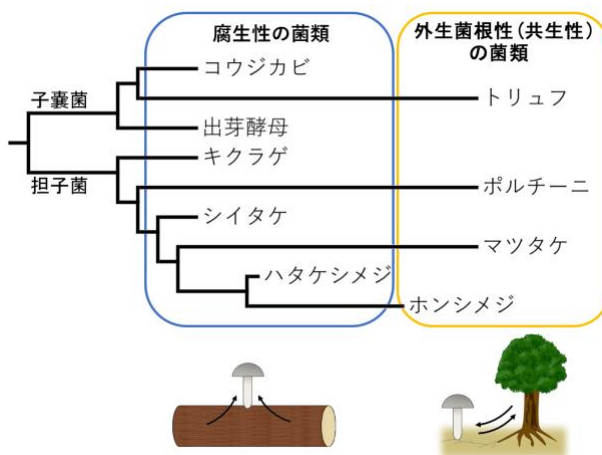 腐生性の菌類
外生菌根性(共生性)
の菌類
コウジカビ
トリュフ
子嚢菌
出芽酵母
キクラゲ
担子菌
ポルチーニ
シイタケ
マツタケ
ハタケシメジ
ホンシメジ